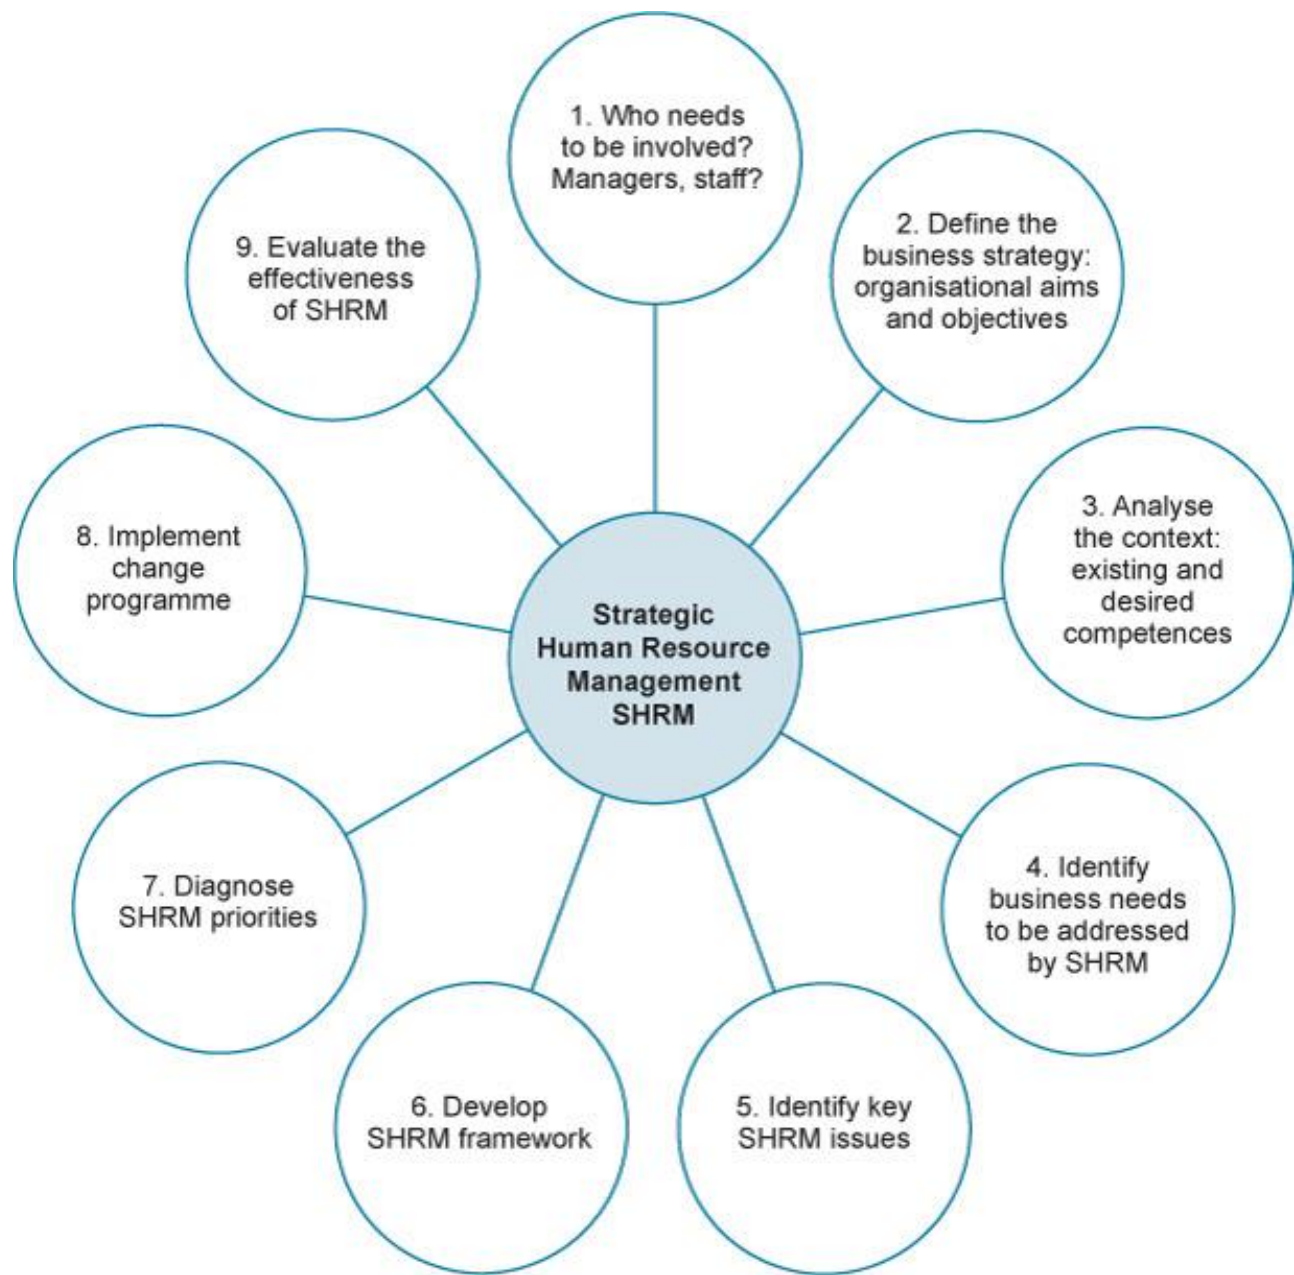 1. Who needs
to be involved?
Managers, staff?
2. Define the
business strategy:
organisational aims
and objectives
3. Analyse
the context:
existing and
desired
competences
4. Identify
business needs
to be addressed
by SHRM
5. Identify key
SHRM issues
6. Develop
SHRM framework
7. Diagnose
SHRM priorities
8. Implement
change
programme
9. Evaluate the
effectiveness
of SHRM
Strategic
Human Resource
Management
SHRM